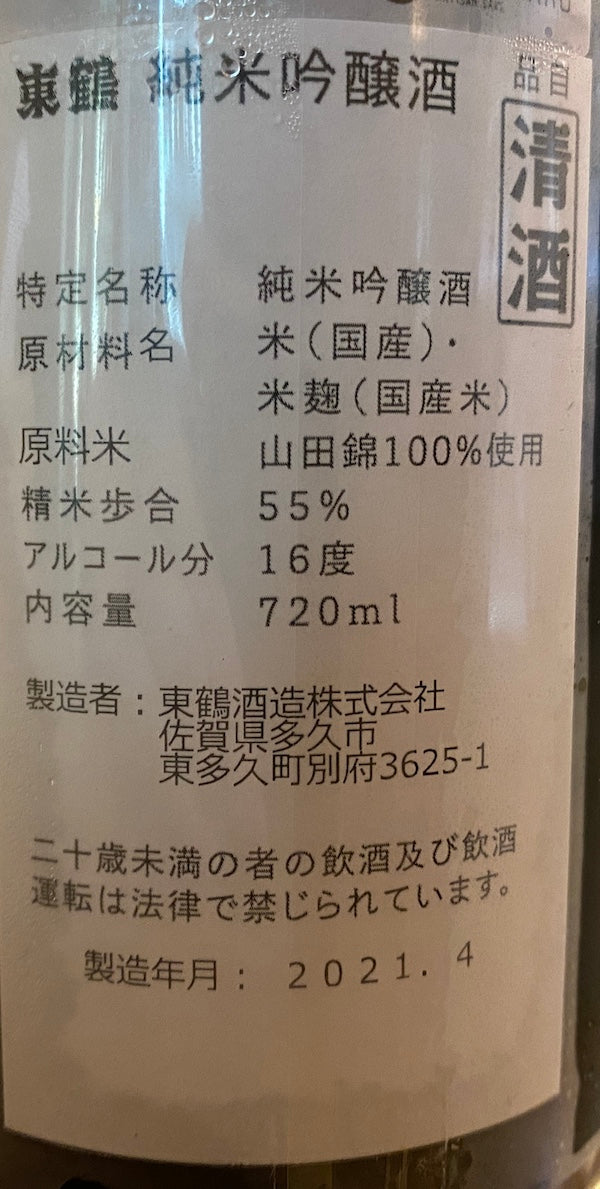 東鶴 純米吟醸酒
品目
清酒
特定名称 純米吟醸酒
原材料名 米(国産)・
米麹(国産米)
原料米 山田錦100%使用
精米歩合 55%
アルコール分 16度
内容量 720ml
製造者:東鶴酒造株式会社
佐賀県多久市
東多久町別府3625-1
二十歳未満の者の飲酒及び飲酒
運転は法律で禁じられています。
製造年月: 2021. 4